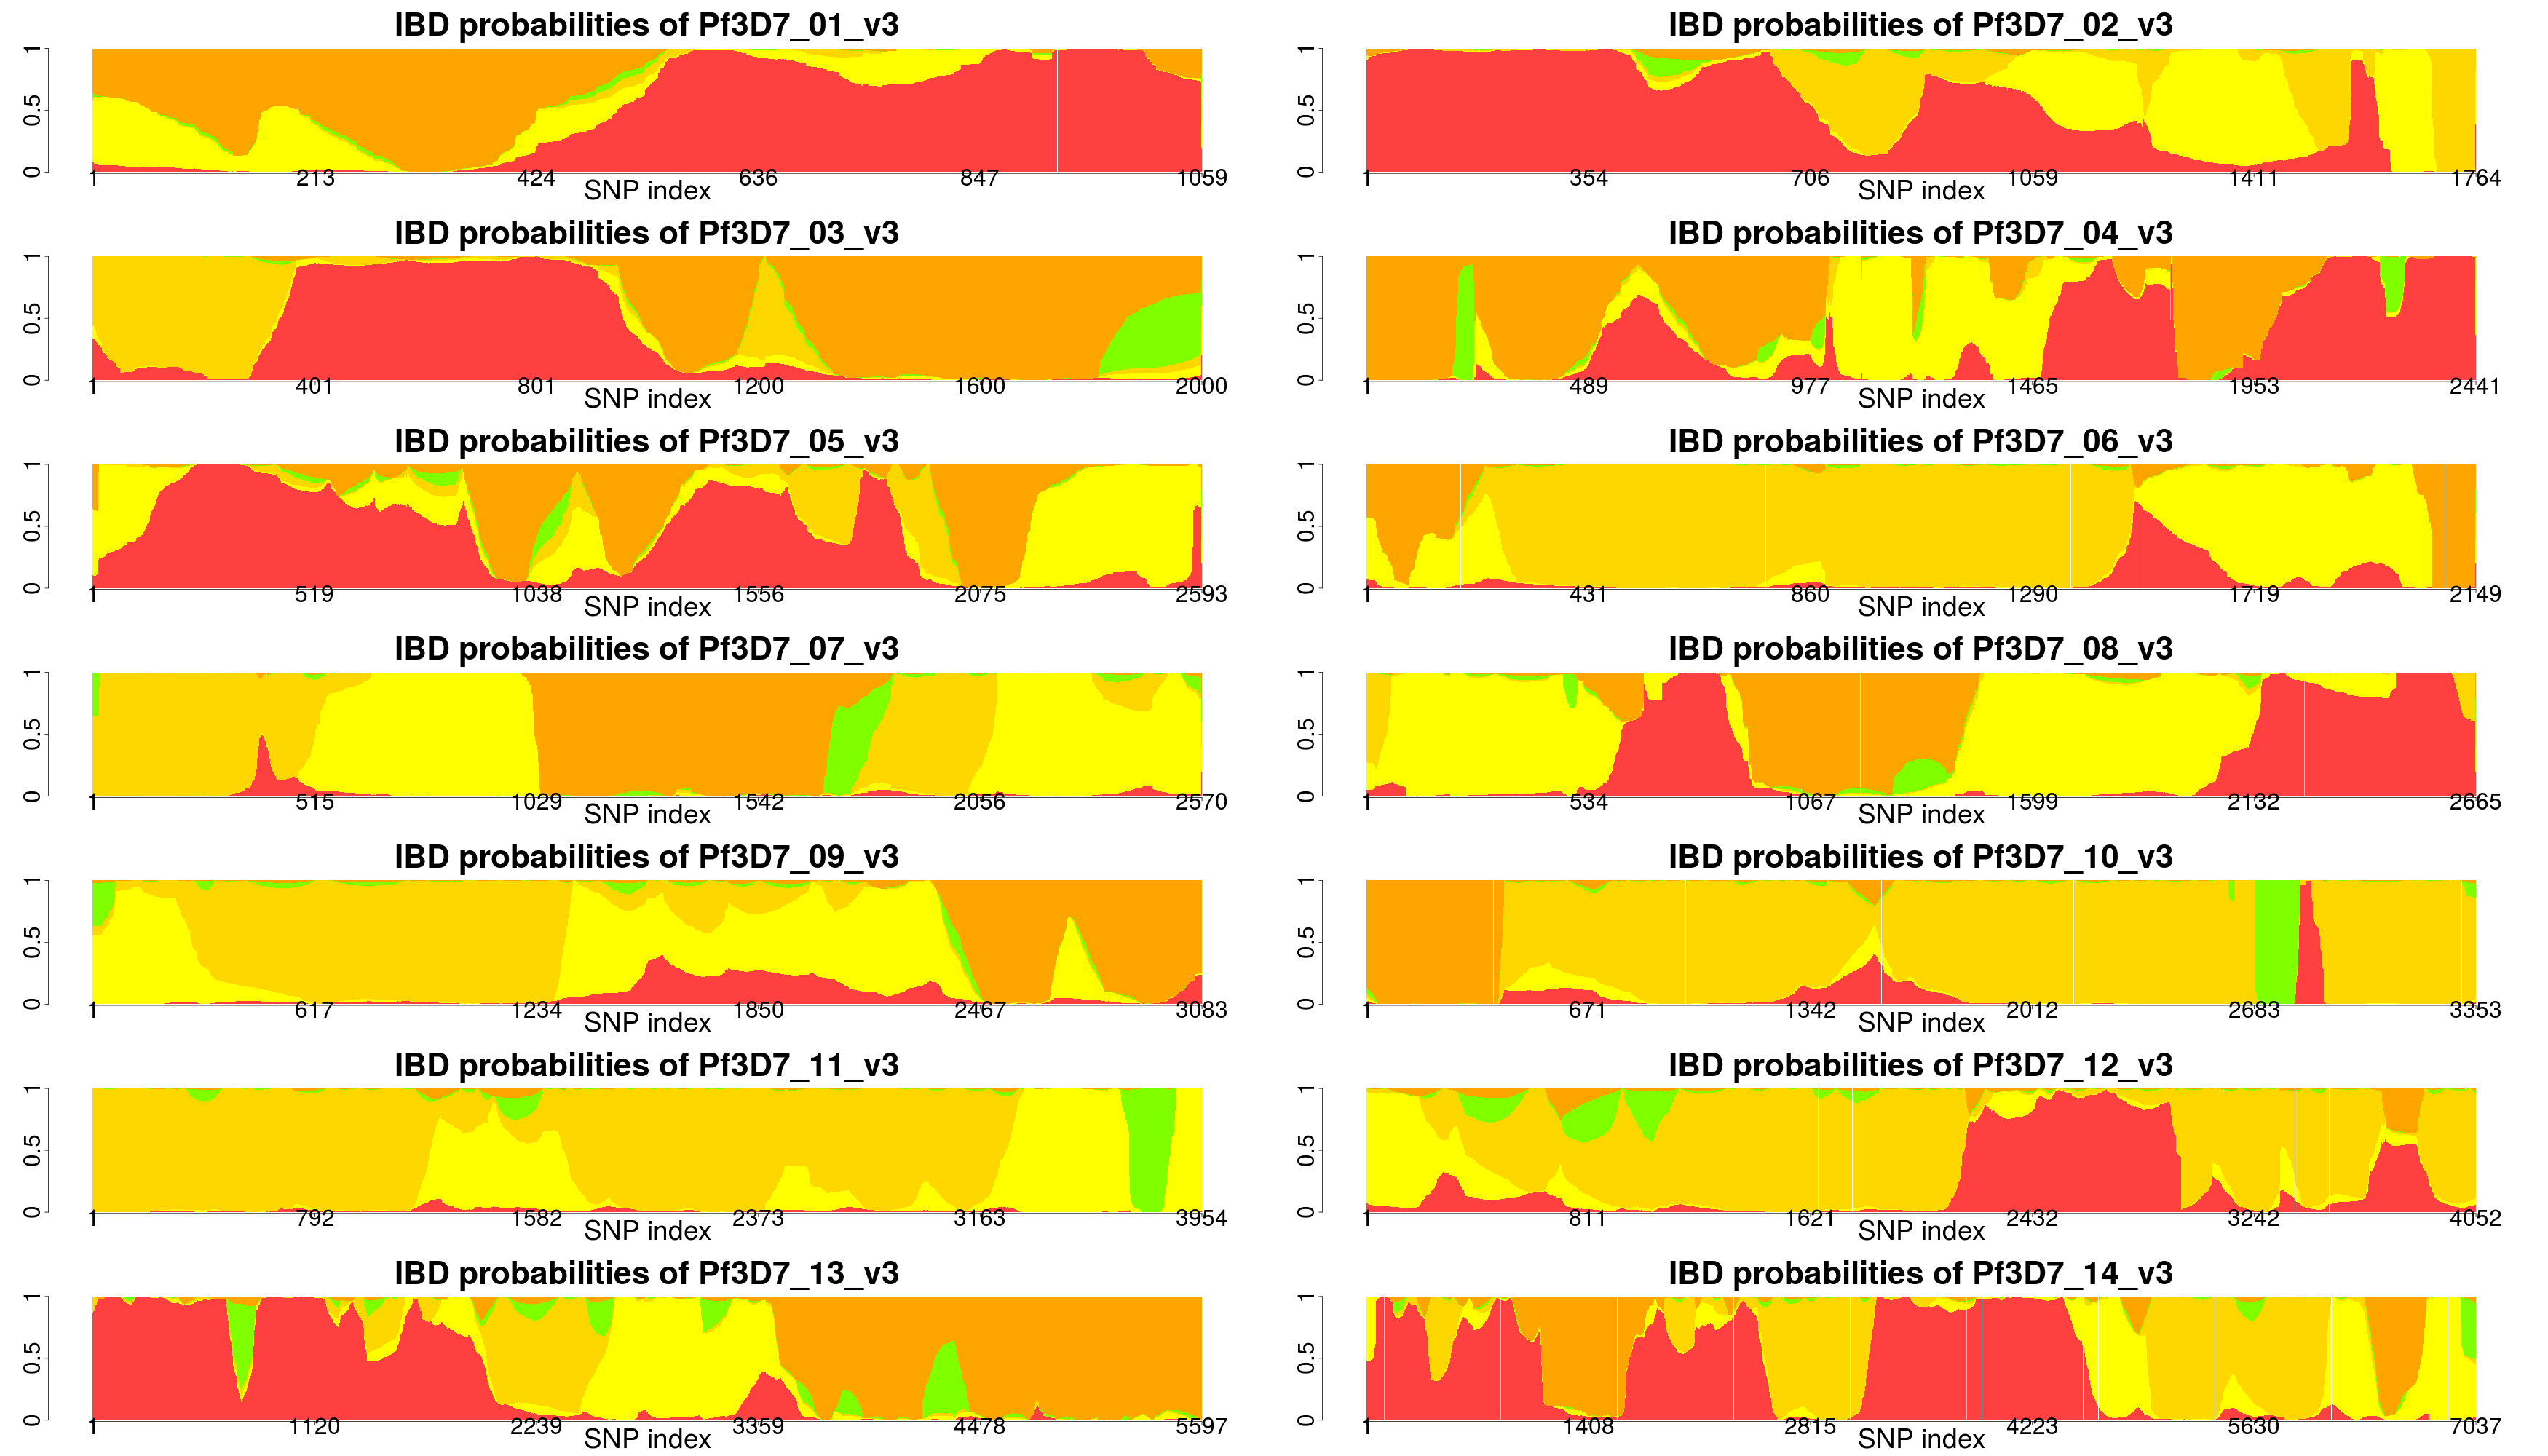 IBD probabilities of Pf3D7_01_v3
1
0.5
0
1 213 424 636 847 1059
SNP index
IBD probabilities of Pf3D7_02_v3
1
0.5
0
1 354 706 1059 1411 1764
SNP index
IBD probabilities of Pf3D7_03_v3
1
0.5
0
1 401 801 1200 1600 2000
SNP index
IBD probabilities of Pf3D7_04_v3
1
0.5
0
1 489 977 1465 1953 2441
SNP index
IBD probabilities of Pf3D7_05_v3
1
0.5
0
1 519 1038 1556 2075 2593
SNP index
IBD probabilities of Pf3D7_06_v3
1
0.5
0
1 431 860 1290 1719 2149
SNP index
IBD probabilities of Pf3D7_07_v3
1
0.5
0
1 515 1029 1542 2056 2570
SNP index
IBD probabilities of Pf3D7_08_v3
1
0.5
0
1 534 1067 1599 2132 2665
SNP index
IBD probabilities of Pf3D7_09_v3
1
0.5
0
1 617 1234 1850 2467 3083
SNP index
IBD probabilities of Pf3D7_10_v3
1
0.5
0
1 671 1342 2012 2683 3353
SNP index
IBD probabilities of Pf3D7_11_v3
1
0.5
0
1 792 1582 2373 3163 3954
SNP index
IBD probabilities of Pf3D7_12_v3
1
0.5
0
1 811 1621 2432 3242 4052
SNP index
IBD probabilities of Pf3D7_13_v3
1
0.5
0
1 1120 2239 3359 4478 5597
SNP index
IBD probabilities of Pf3D7_14_v3
1
0.5
0
1 1408 2815 4223 5630 7037
SNP index